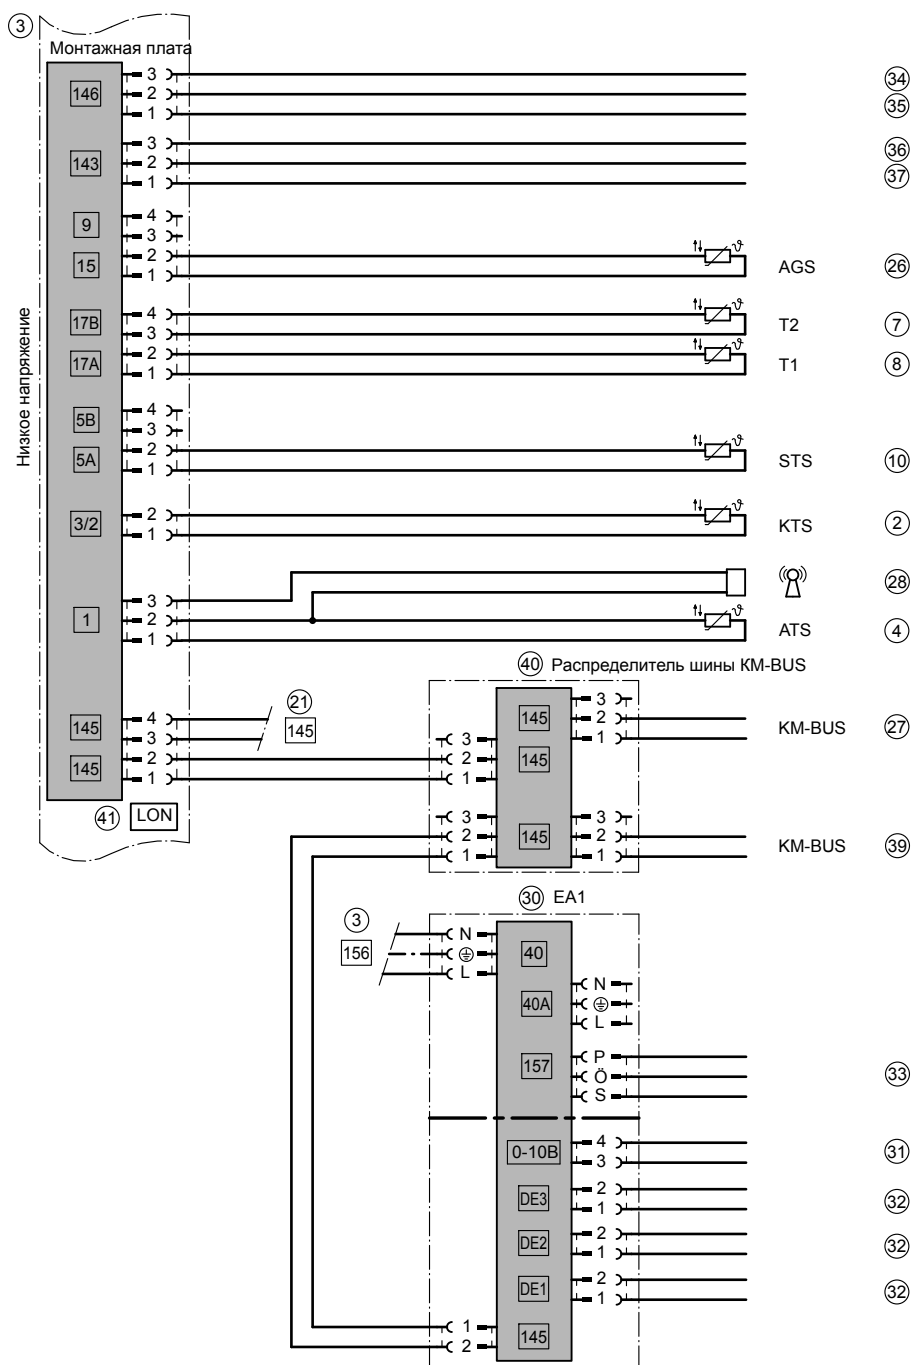 3
Монтажная плата
Низкое напряжение
146
3
2
1
34
35
143
3
2
1
36
37
9
4
3
15
2
1
AGS
26
17B
4
3
T2
7
17A
2
1
T1
8
5B
4
3
5A
2
1
STS
10
3/2
2
1
KTS
2
28
1
3
2
1
ATS
4
40 Распределитель шины KM-BUS
145
4
3
21
145
145
2
1
41 LON
145
3
2
1
KM-BUS
27
3
2
1
145
3
2
1
145
3
2
1
KM-BUS
39
30 EA1
3
156
N
L
40
40A
N
L
157
P
Ö
S
33
0-10В
4
3
31
DE3
2
1
32
DE2
2
1
32
DE1
2
1
32
1
2
145